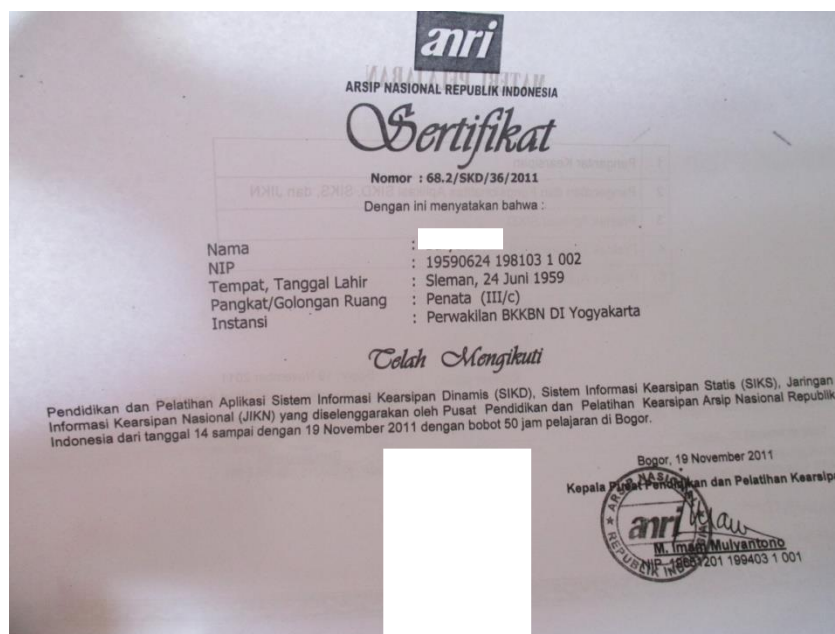 anri
ARSIP NASIONAL REPUBLIK INDONESIA
Sertifikat
Nomor : 68.2/SKD/36/2011
Dengan ini menyatakan bahwa :
Nama :
NIP : 19590624 198103 1 002
Tempat, Tanggal Lahir : Sleman, 24 Juni 1959
Pangkat/Golongan Ruang : Penata (III/c)
Instansi : Perwakilan BKKBN DI Yogyakarta
Telah Mengikuti
Pendidikan dan Pelatihan Aplikasi Sistem Informasi Kearsipan Dinamis (SIKD), Sistem Informasi Kearsipan Statis (SIKS), Jaringan
Informasi Kearsipan Nasional (JIKN) yang diselenggarakan oleh Pusat Pendidikan dan Pelatihan Kearsipan Arsip Nasional Republik
Indonesia dari tanggal 14 sampai dengan 19 November 2011 dengan bobot 50 jam pelajaran di Bogor.
Bogor, 19 November 2011
Kepala Pusat Pendidikan dan Pelatihan Kearsipa
ARSIP NASIONAL
anri
REPUBLIK IND
M. Imam Mulyantono
NIP 201 199403 1 001